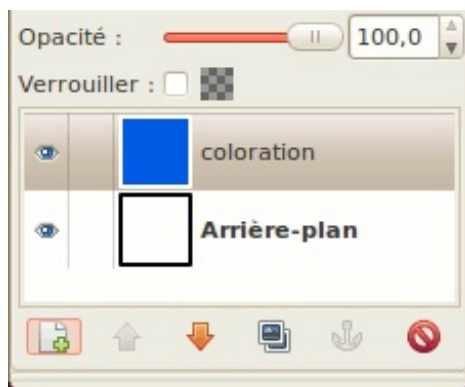 Opacité : 100,0
Verrouiller :
coloration
Arrière-plan